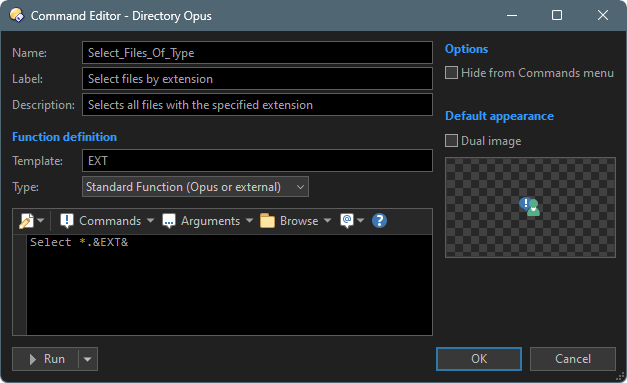 Command Editor - Directory Opus
Name: Select_Files_Of_Type
Label: Select files by extension
Description: Selects all files with the specified extension
Function definition
Template: EXT
Type: Standard Function (Opus or external)
Commands Arguments Browse
Select *.&EXT&
Options
Hide from Commands menu
Default appearance
Dual image
Run OK Cancel